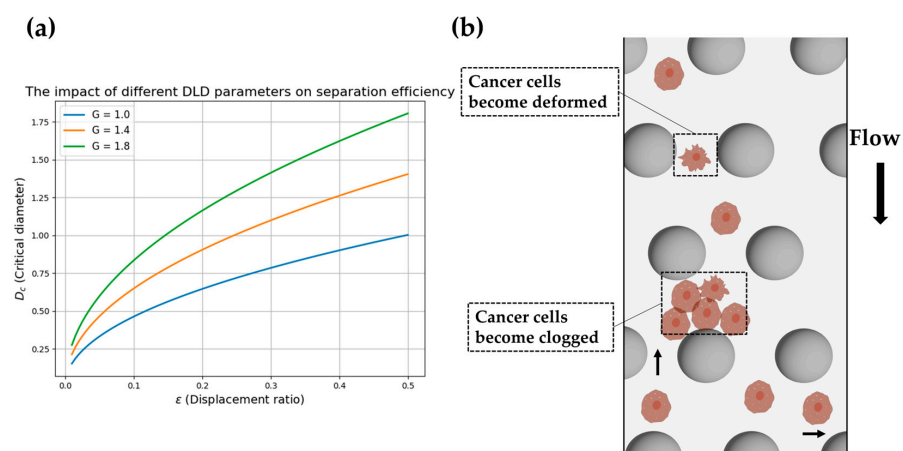 (a)
The impact of different DLD parameters on separation efficiency
G = 1.0
G = 1.4
G = 1.8
1.75
1.50
1.25
1.00
0.75
0.50
0.25
D_c (Critical diameter)
0.0 0.1 0.2 0.3 0.4 0.5
ε (Displacement ratio)
(b)
Cancer cells
become deformed
Flow
Cancer cells
become clogged